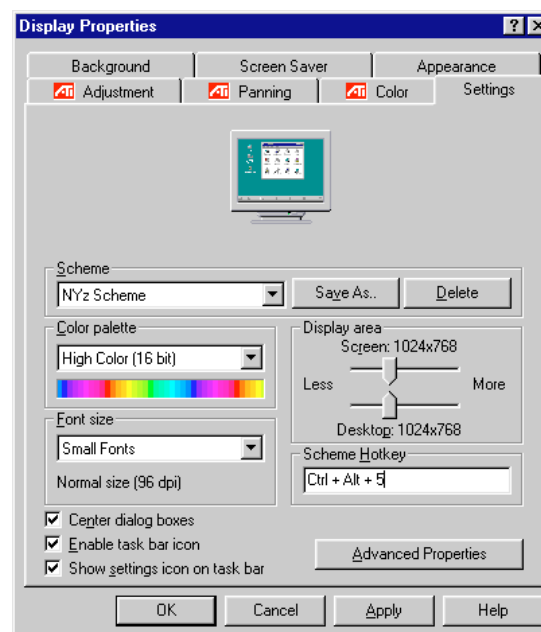 Display Properties
Background Screen Saver Appearance
ATI Adjustment ATI Panning ATI Color Settings
Scheme
NYz Scheme Save As.. Delete
Color palette
High Color (16 bit)
Display area
Screen: 1024x768
Less More
Desktop: 1024x768
Font size
Small Fonts
Normal size (96 dpi)
Scheme Hotkey
Ctrl + Alt + 5
Center dialog boxes
Enable task bar icon
Show settings icon on task bar
Advanced Properties
OK Cancel Apply Help